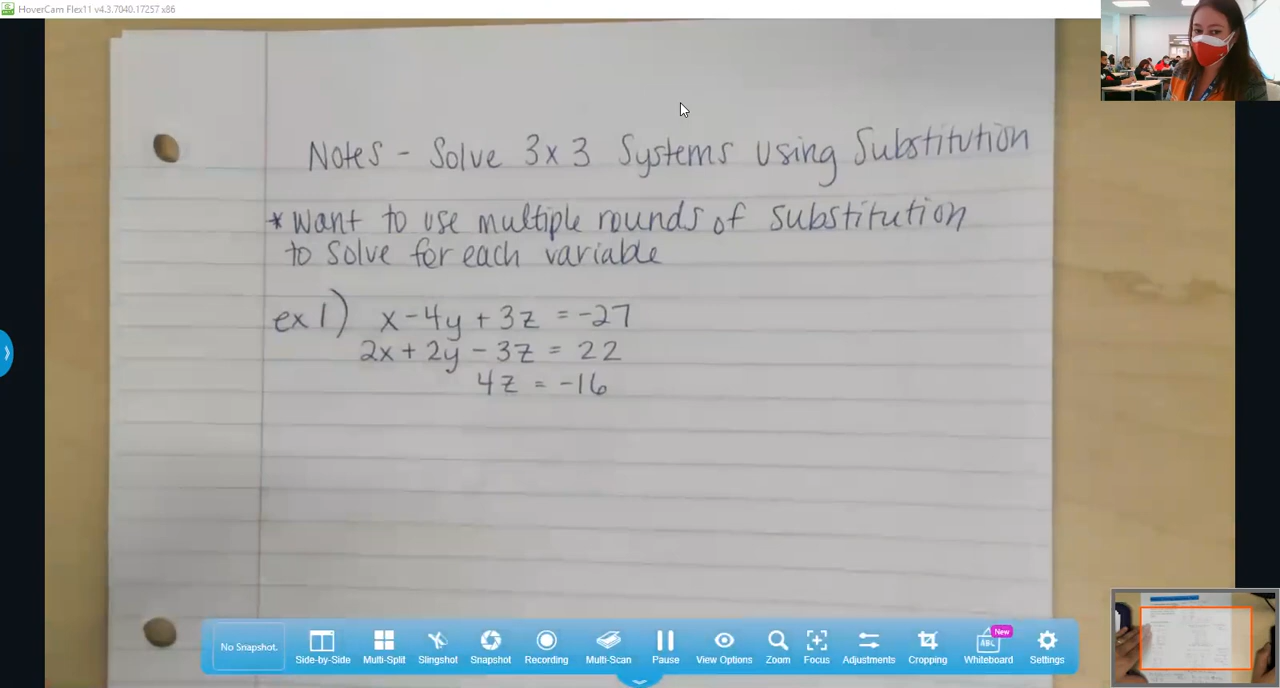 HoverCam Flex11 v4.3.7040.17257 x86
Notes - Solve 3x3 Systems using Substitution
* Want to use multiple rounds of substitution
to solve for each variable
ex 1) x - 4y + 3z = -27
2x + 2y - 3z = 22
4z = -16
No Snapshot.
Side-by-Side
Multi-Split
Slingshot
Snapshot
Recording
Multi-Scan
Pause
View Options
Zoom
Focus
Adjustments
Cropping
ABC
New
Whiteboard
Settings